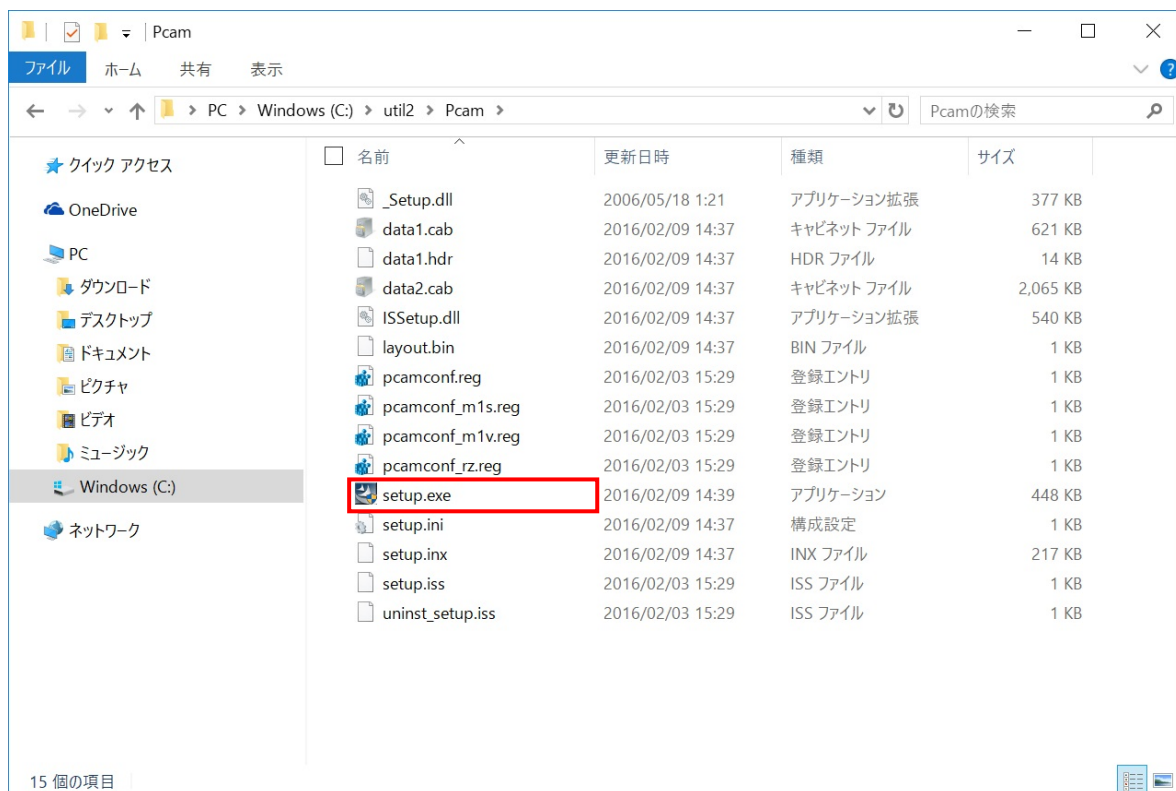 Pcam
ファイル ホーム 共有 表示
PC Windows (C:) util2 Pcam Pcamの検索
名前 更新日時 種類 サイズ
クイック アクセス
OneDrive
PC
ダウンロード
デスクトップ
ドキュメント
ピクチャ
ビデオ
ミュージック
Windows (C:)
ネットワーク
_Setup.dll 2006/05/18 1:21 アプリケーション拡張 377 KB
data1.cab 2016/02/09 14:37 キャビネット ファイル 621 KB
data1.hdr 2016/02/09 14:37 HDR ファイル 14 KB
data2.cab 2016/02/09 14:37 キャビネット ファイル 2,065 KB
ISSetup.dll 2016/02/09 14:37 アプリケーション拡張 540 KB
layout.bin 2016/02/09 14:37 BIN ファイル 1 KB
pcamconf.reg 2016/02/03 15:29 登録エントリ 1 KB
pcamconf_m1s.reg 2016/02/03 15:29 登録エントリ 1 KB
pcamconf_m1v.reg 2016/02/03 15:29 登録エントリ 1 KB
pcamconf_rz.reg 2016/02/03 15:29 登録エントリ 1 KB
setup.exe 2016/02/09 14:39 アプリケーション 448 KB
setup.ini 2016/02/09 14:37 構成設定 1 KB
setup.inx 2016/02/09 14:37 INX ファイル 217 KB
setup.iss 2016/02/03 15:29 ISS ファイル 1 KB
uninst_setup.iss 2016/02/03 15:29 ISS ファイル 1 KB
15 個の項目